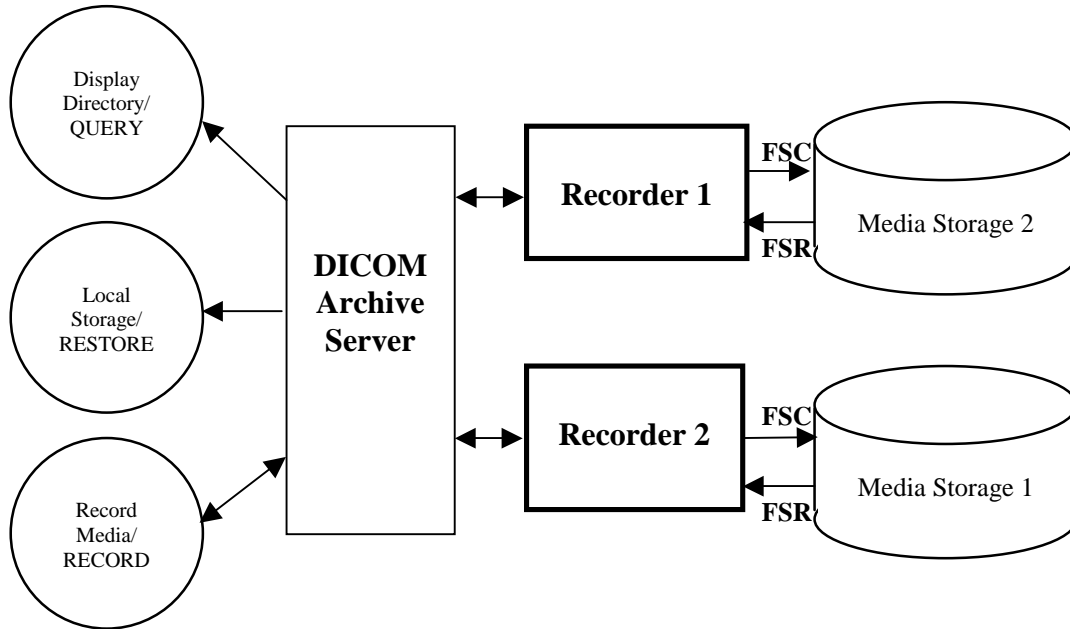 Display
Directory/
QUERY
Local
Storage/
RESTORE
Record
Media/
RECORD
DICOM
Archive
Server
Recorder 1
FSC
FSR
Media Storage 2
Recorder 2
FSC
FSR
Media Storage 1